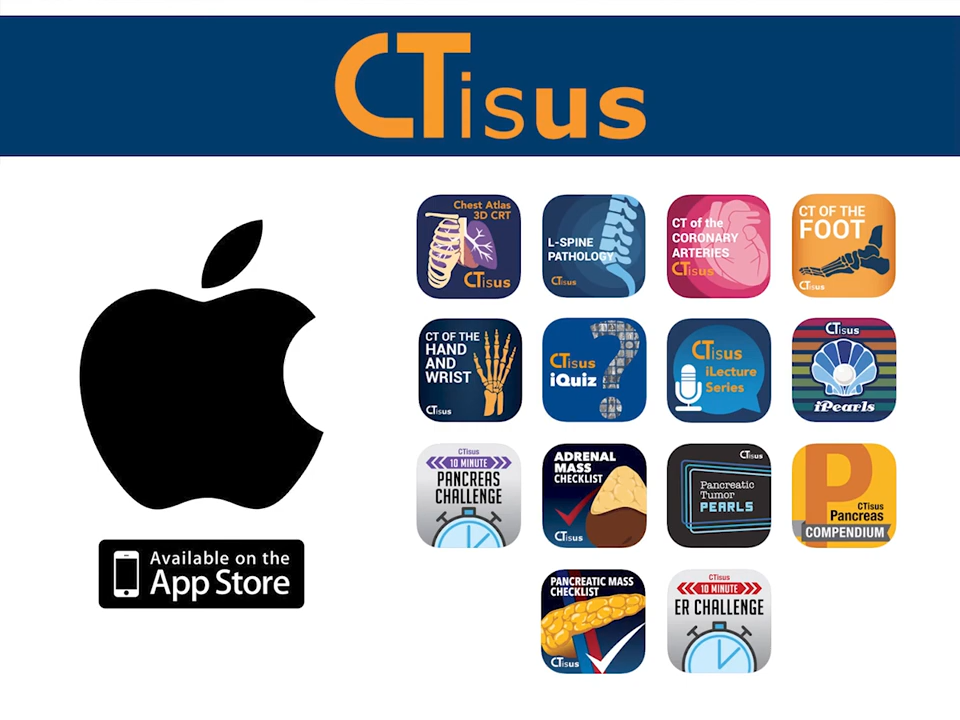 CTisus
Chest Atlas
3D CRT
CTisus
L-SPINE
PATHOLOGY
CTisus
CT of the
CORONARY
ARTERIES
CTisus
CT OF THE
FOOT
CTisus
CT OF THE
HAND
AND
WRIST
CTisus
CTisus
iQuiz
CTisus
iLecture
Series
CTisus
iPearls
CTisus
10 MINUTE
PANCREAS
CHALLENGE
ADRENAL
MASS
CHECKLIST
CTisus
CTisus
Pancreatic
Tumor
PEARLS
P
CTisus
Pancreas
COMPENDIUM
Available on the
App Store
PANCREATIC MASS
CHECKLIST
CTisus
CTisus
10 MINUTE
ER CHALLENGE